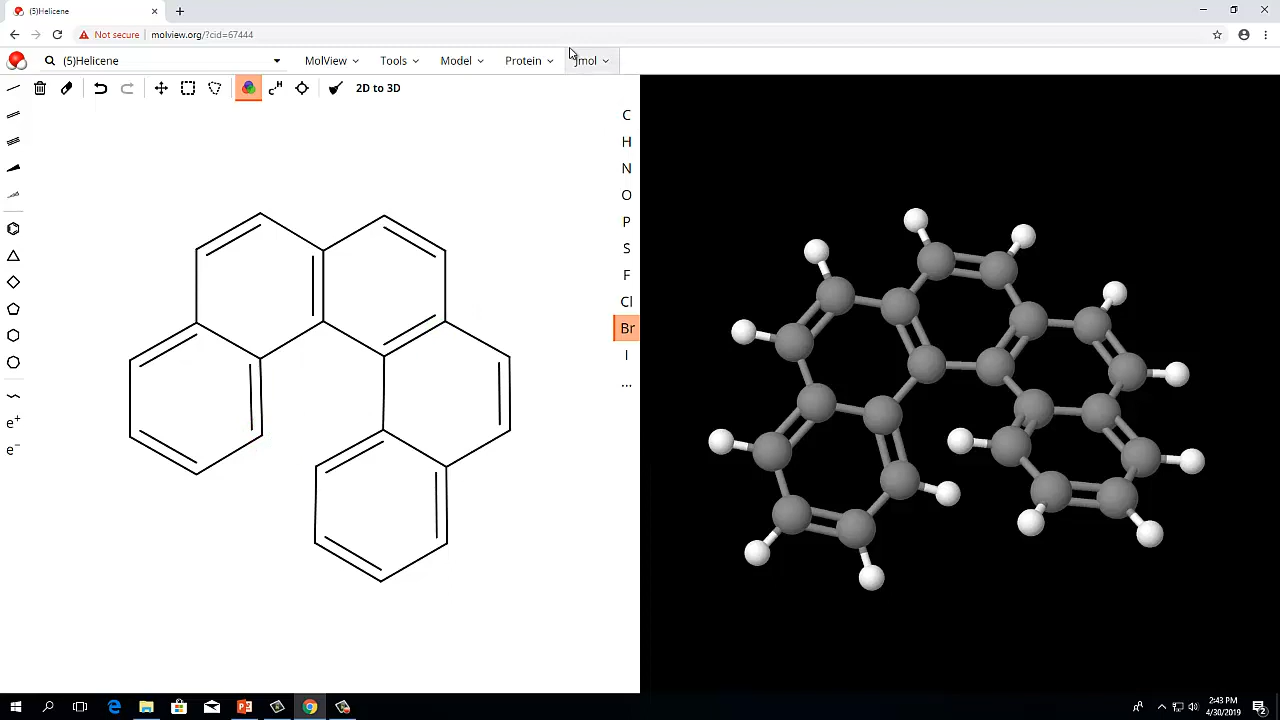 (5)Helicene
Not secure
molview.org/?cid=67444
(5)Helicene
MolView
Tools
Model
Protein
Jmol
2D to 3D
C
H
N
O
P
S
F
Cl
Br
I
...
e+
e−
2:43 PM
4/30/2019
2